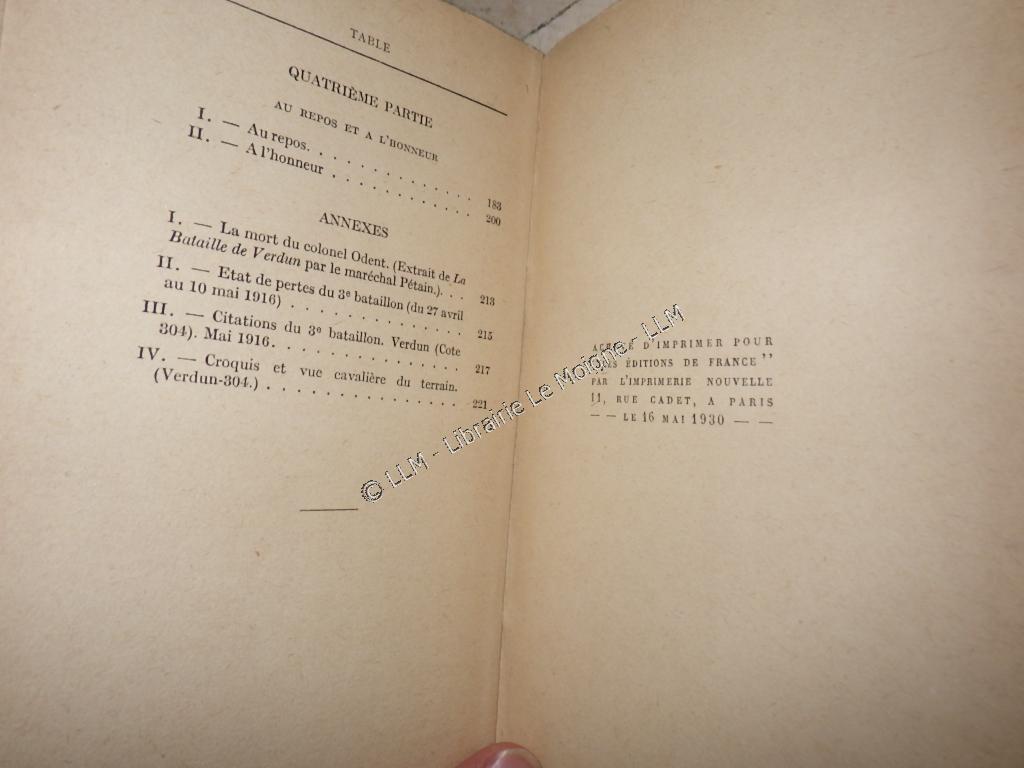 TABLE
QUATRIÈME PARTIE
AU REPOS ET A L'HONNEUR
I. — Au repos. . . . . . . . . . . . . . 183
II. — A l'honneur . . . . . . . . . . . . 200
ANNEXES
I. — La mort du colonel Odent. (Extrait de La
Bataille de Verdun par le maréchal Pétain.). . . 213
II. — Etat de pertes du 3e bataillon (du 27 avril
au 10 mai 1916) . . . . . . . . . . . . . 215
III. — Citations du 3e bataillon. Verdun (Cote
304). Mai 1916. . . . . . . . . . . . . . 217
IV. — Croquis et vue cavalière du terrain.
(Verdun-304.) . . . . . . . . . . . . . . 221
D'IMPRIMER POUR
ÉDITIONS DE FRANCE"
PAR L'IMPRIMERIE NOUVELLE
11, RUE CADET, A PARIS
— — LE 16 MAI 1930 — —
© LLM - Librairie Le Moigne - LLM